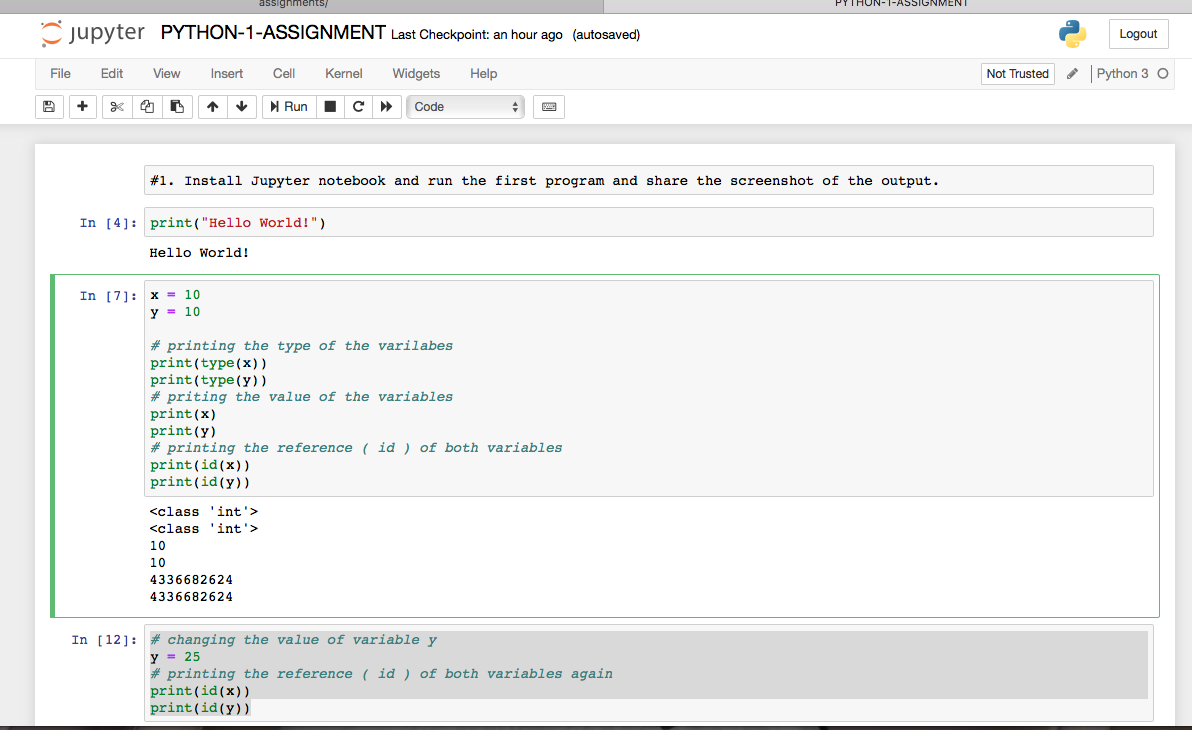 assignments/
PYTHON-1-ASSIGNMENT
jupyter PYTHON-1-ASSIGNMENT Last Checkpoint: an hour ago (autosaved)
Logout
File Edit View Insert Cell Kernel Widgets Help
Not Trusted
Python 3
Run
Code
#1. Install Jupyter notebook and run the first program and share the screenshot of the output.
In [4]: print("Hello World!")
Hello World!
In [7]: x = 10
y = 10
# printing the type of the varilabes
print(type(x))
print(type(y))
# priting the value of the variables
print(x)
print(y)
# printing the reference ( id ) of both variables
print(id(x))
print(id(y))
<class 'int'>
<class 'int'>
10
10
4336682624
4336682624
In [12]: # changing the value of variable y
y = 25
# printing the reference ( id ) of both variables again
print(id(x))
print(id(y))